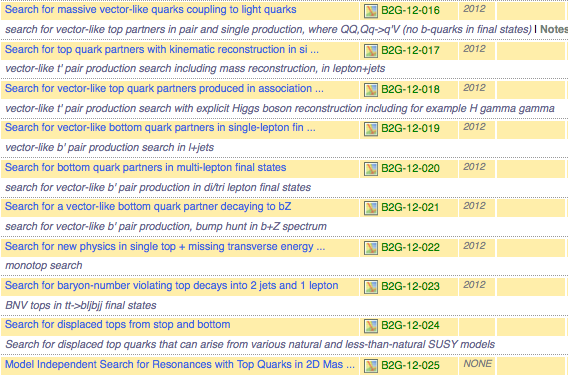 Search for massive vector-like quarks coupling to light quarks B2G-12-016 2012
search for vector-like top partners in pair and single production, where QQ,Qq->q'V (no b-quarks in final states) | Notes
Search for top quark partners with kinematic reconstruction in si ... B2G-12-017 2012
vector-like t' pair production search including mass reconstruction, in lepton+jets
Search for vector-like top quark partners produced in association ... B2G-12-018 2012
vector-like t' pair production search with explicit Higgs boson reconstruction including for example H gamma gamma
Search for vector-like bottom quark partners in single-lepton fin ... B2G-12-019 2012
vector-like b' pair production search in l+jets
Search for bottom quark partners in multi-lepton final states B2G-12-020 2012
search for vector-like b' pair production in di/tri lepton final states
Search for a vector-like bottom quark partner decaying to bZ B2G-12-021 2012
search for vector-like b' pair production, bump hunt in b+Z spectrum
Search for new physics in single top + missing transverse energy ... B2G-12-022 2012
monotop search
Search for baryon-number violating top decays into 2 jets and 1 lepton B2G-12-023 2012
BNV tops in tt->bljbjj final states
Search for displaced tops from stop and bottom B2G-12-024
Search for displaced top quarks that can arise from various natural and less-than-natural SUSY models
Model Independent Search for Resonances with Top Quarks in 2D Mas ... B2G-12-025 NONE